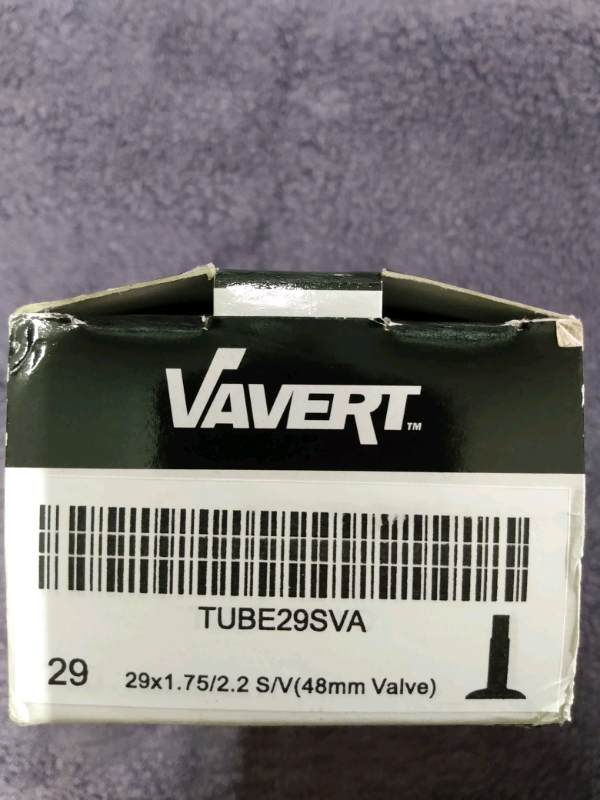 VAVERT™
TUBE29SVA
29
29x1.75/2.2 S/V(48mm Valve)